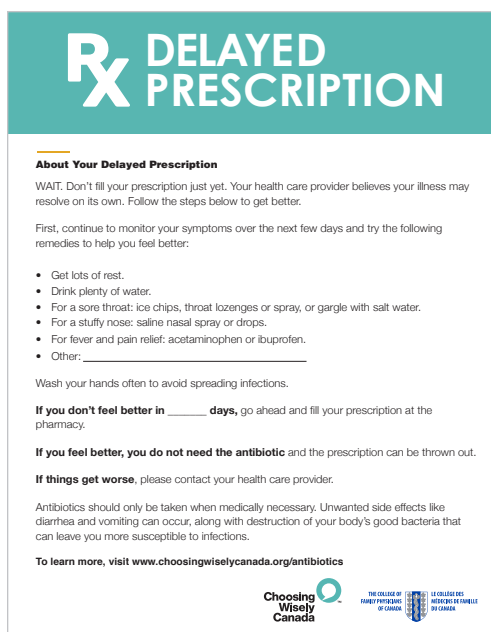 Rx DELAYED
PRESCRIPTION
About Your Delayed Prescription
WAIT. Don't fill your prescription just yet. Your health care provider believes your illness may
resolve on its own. Follow the steps below to get better.
First, continue to monitor your symptoms over the next few days and try the following
remedies to help you feel better:
• Get lots of rest.
• Drink plenty of water.
• For a sore throat: ice chips, throat lozenges or spray, or gargle with salt water.
• For a stuffy nose: saline nasal spray or drops.
• For fever and pain relief: acetaminophen or ibuprofen.
• Other: ______________________________
Wash your hands often to avoid spreading infections.
If you don't feel better in ______ days, go ahead and fill your prescription at the
pharmacy.
If you feel better, you do not need the antibiotic and the prescription can be thrown out.
If things get worse, please contact your health care provider.
Antibiotics should only be taken when medically necessary. Unwanted side effects like
diarrhea and vomiting can occur, along with destruction of your body's good bacteria that
can leave you more susceptible to infections.
To learn more, visit www.choosingwiselycanada.org/antibiotics
Choosing
Wisely
Canada
™
THE COLLEGE OF
FAMILY PHYSICIANS
OF CANADA
LE COLLÈGE DES
MÉDECINS DE FAMILLE
DU CANADA